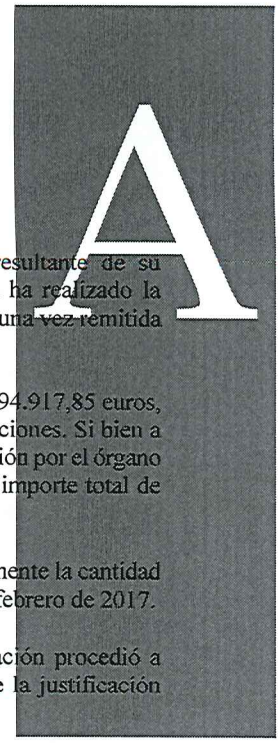 A
resultante de su
ha realizado la
una vez remitida
94.917,85 euros,
ciones. Si bien a
ión por el órgano
importe total de
mente la cantidad
febrero de 2017.
ación procedió a
e la justificación